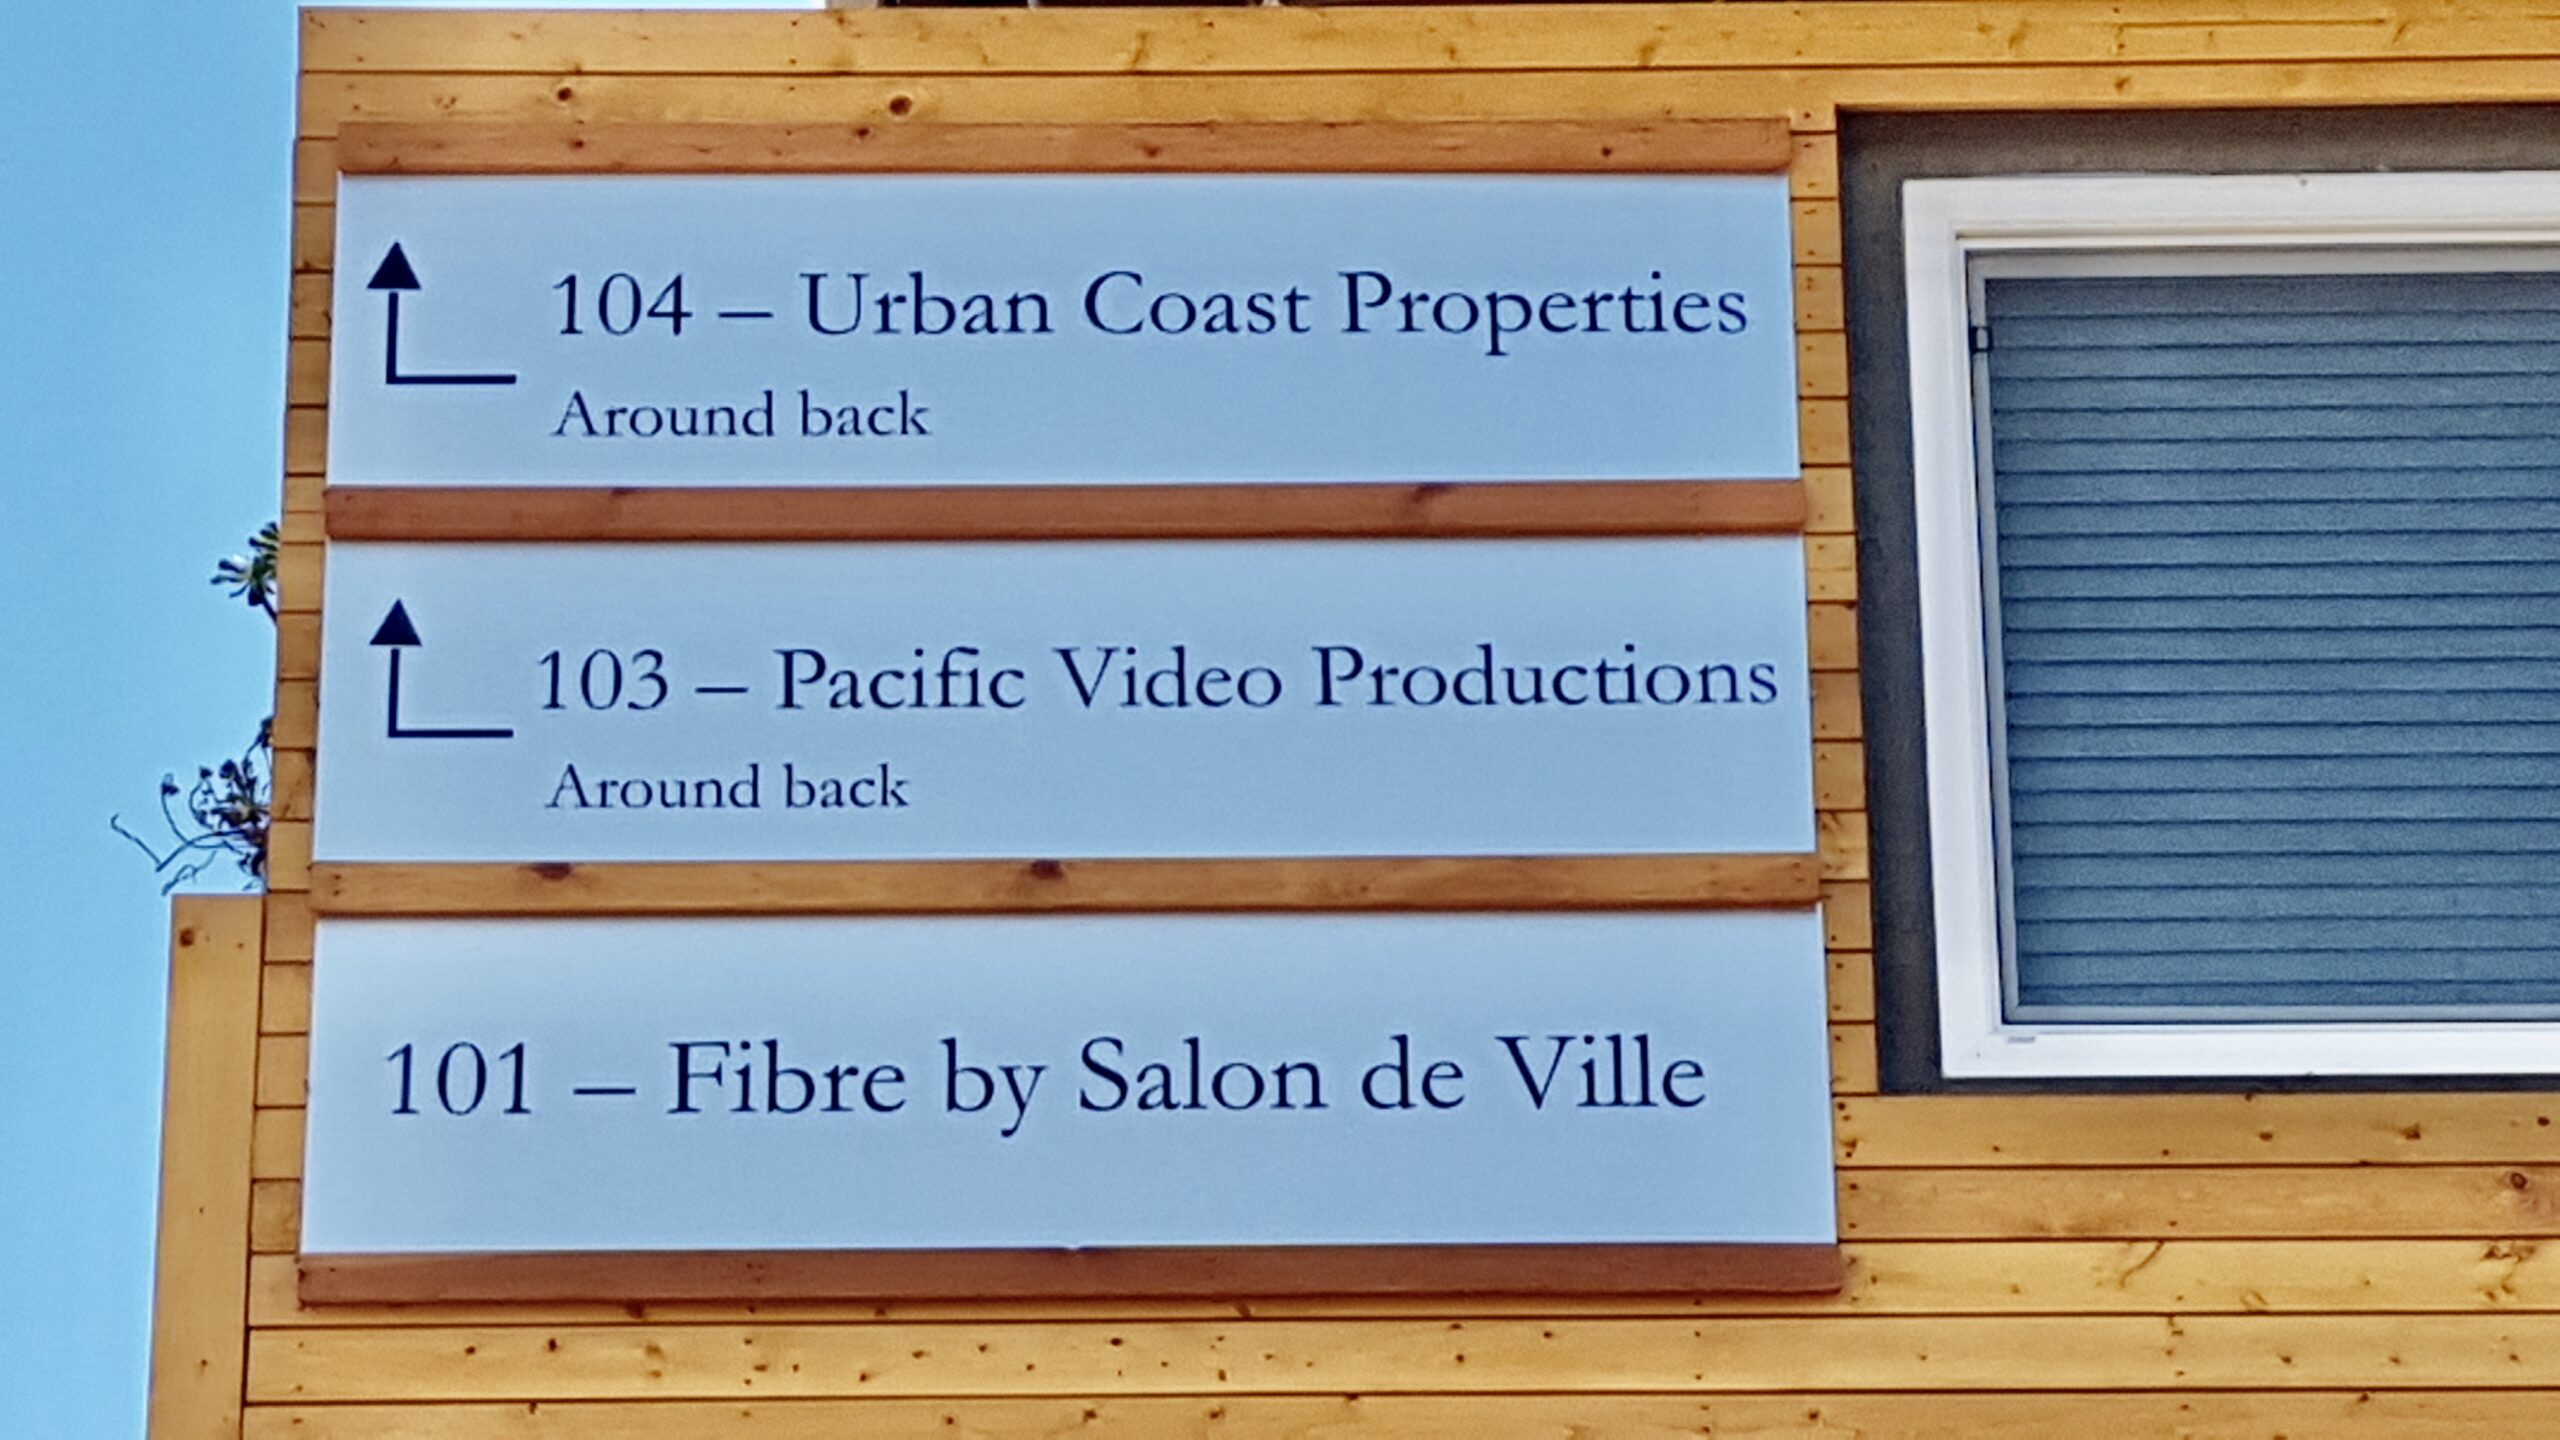 104 – Urban Coast Properties
Around back
103 – Pacific Video Productions
Around back
101 – Fibre by Salon de Ville